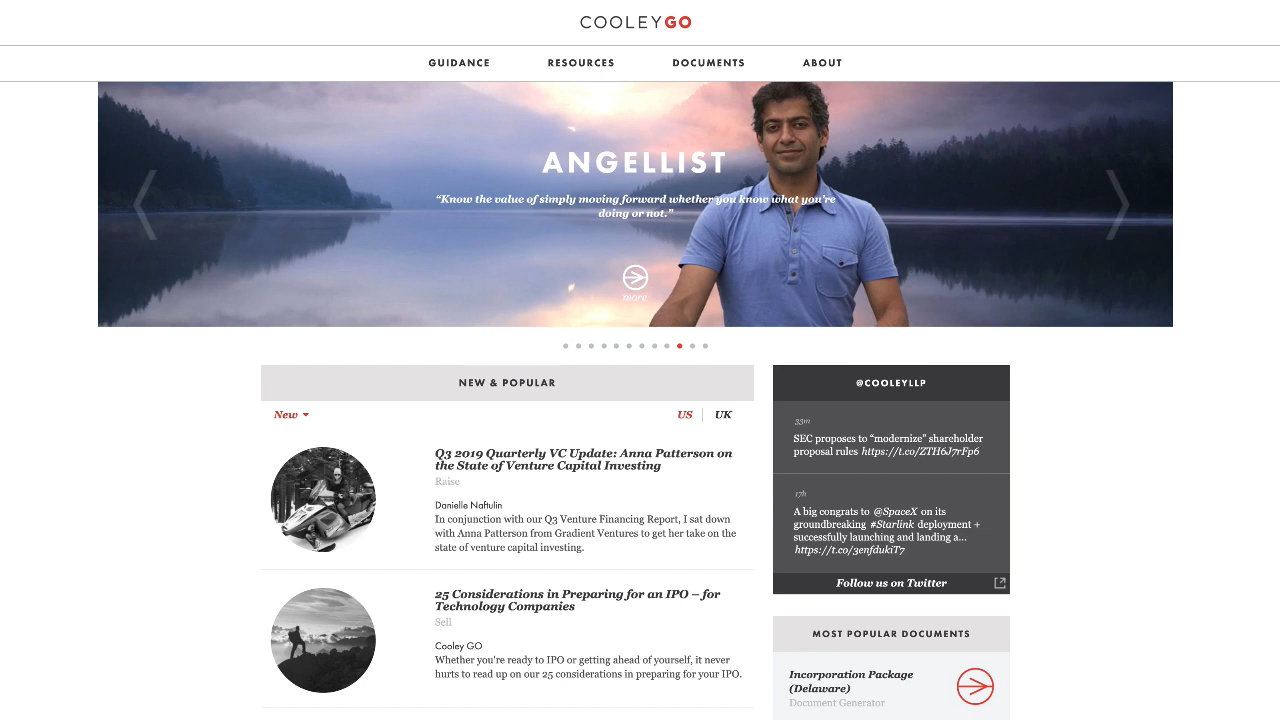 COOLEYGO
GUIDANCE RESOURCES DOCUMENTS ABOUT
ANGELLIST
“Know the value of simply moving forward whether you know what you’re
doing or not.”
more
NEW & POPULAR
New US UK
Q3 2019 Quarterly VC Update: Anna Patterson on
the State of Venture Capital Investing
Raise
Danielle Naftulin
In conjunction with our Q3 Venture Financing Report, I sat down
with Anna Patterson from Gradient Ventures to get her take on the
state of venture capital investing.
25 Considerations in Preparing for an IPO – for
Technology Companies
Sell
Cooley GO
Whether you’re ready to IPO or getting ahead of yourself, it never
hurts to read up on our 25 considerations in preparing for your IPO.
@COOLEYLLP
33m
SEC proposes to “modernize” shareholder
proposal rules https://t.co/ZTH6J7rFp6
17h
A big congrats to @SpaceX on its
groundbreaking #Starlink deployment +
successfully launching and landing a...
https://t.co/3enfdukiT7
Follow us on Twitter
MOST POPULAR DOCUMENTS
Incorporation Package
(Delaware)
Document Generator